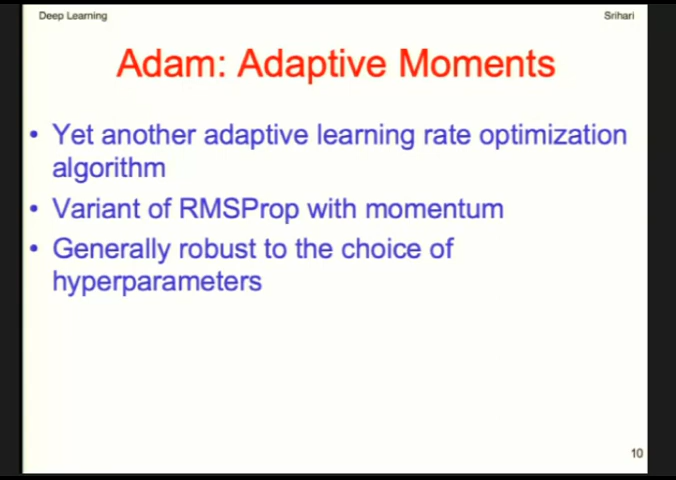 Deep Learning
Srihari
Adam: Adaptive Moments
• Yet another adaptive learning rate optimization
algorithm
• Variant of RMSProp with momentum
• Generally robust to the choice of
hyperparameters
10